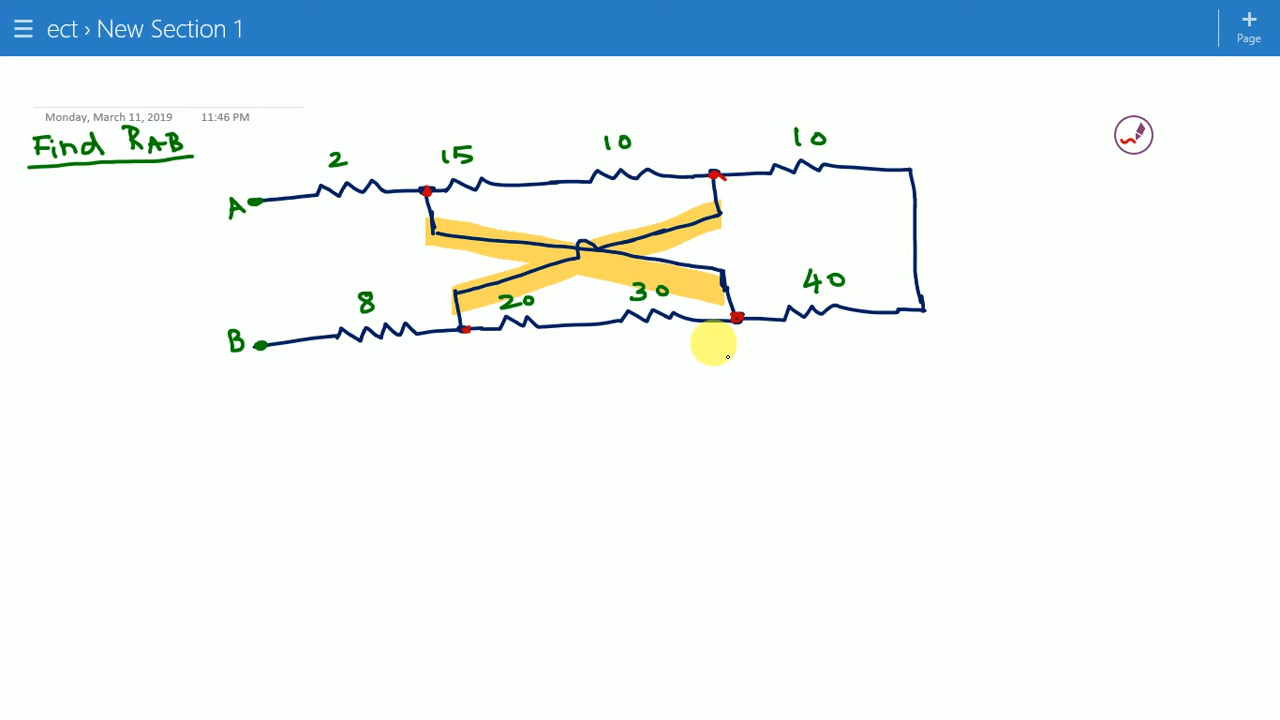 ect › New Section 1
Page
Monday, March 11, 2019 11:46 PM
Find RAB
2 15 10 10
A
8 20 30 40
B